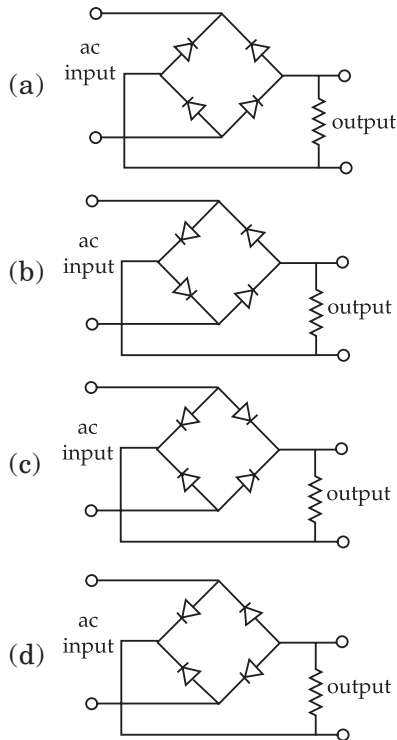 (a)
ac
input
output
(b)
ac
input
output
(c)
ac
input
output
(d)
ac
input
output